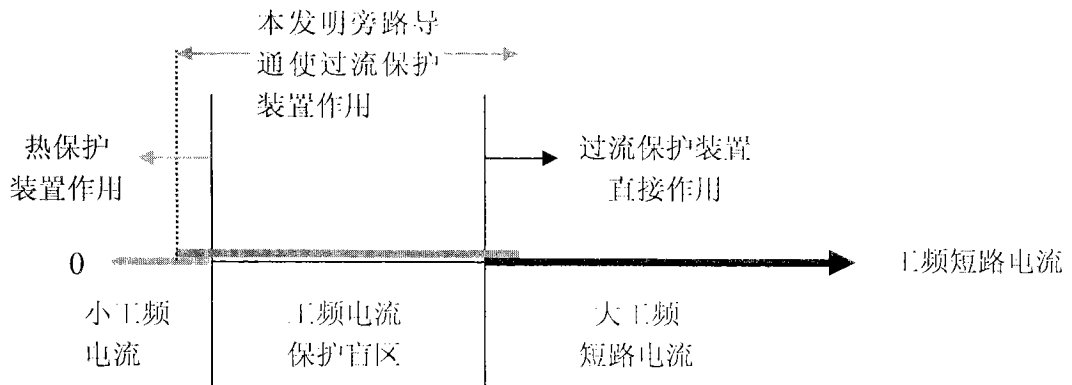 本发明旁路导
通使过流保护
装置作用
热保护
装置作用
过流保护装置
直接作用
0
工频短路电流
小工频
电流
工频电流
保护盲区
大工频
短路电流